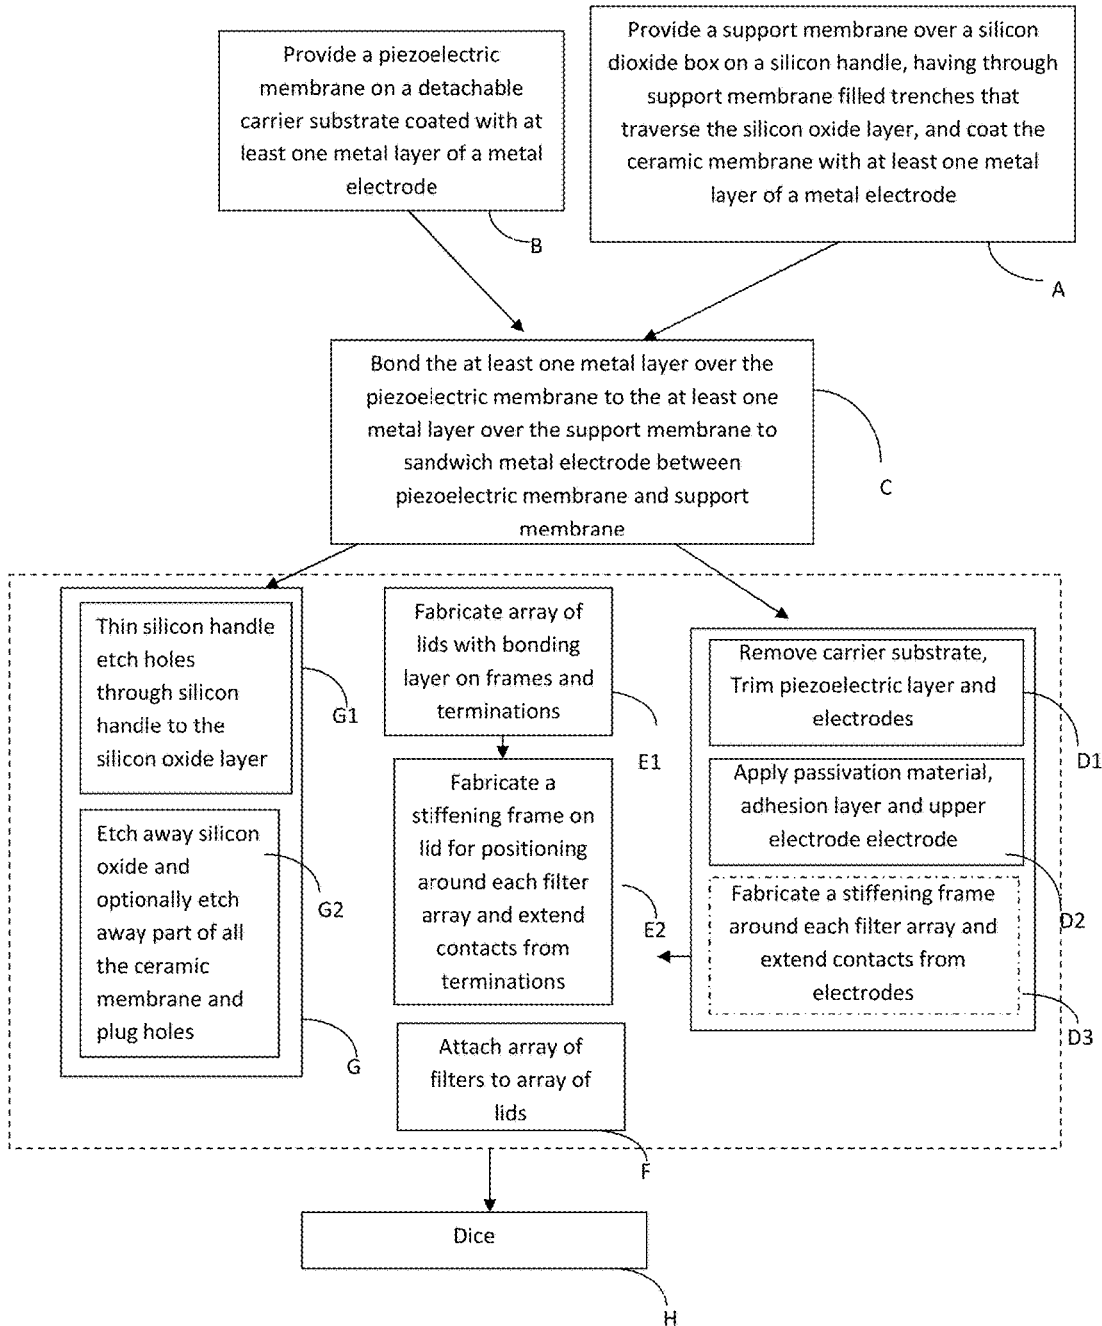 Provide a piezoelectric
membrane on a detachable
carrier substrate coated with at
least one metal layer of a metal
electrode
B
Provide a support membrane over a silicon
dioxide box on a silicon handle, having through
support membrane filled trenches that
traverse the silicon oxide layer, and coat the
ceramic membrane with at least one metal
layer of a metal electrode
A
Bond the at least one metal layer over the
piezoelectric membrane to the at least one
metal layer over the support membrane to
sandwich metal electrode between
piezoelectric membrane and support
membrane
C
Thin silicon handle
etch holes
through silicon
handle to the
silicon oxide layer
G1
Etch away silicon
oxide and
optionally etch
away part of all
the ceramic
membrane and
plug holes
G2
G
Fabricate array of
lids with bonding
layer on frames and
terminations
E1
Fabricate a
stiffening frame on
lid for positioning
around each filter
array and extend
contacts from
terminations
E2
Attach array of
filters to array of
lids
F
Remove carrier substrate,
Trim piezoelectric layer and
electrodes
D1
Apply passivation material,
adhesion layer and upper
electrode electrode
D2
Fabricate a stiffening frame
around each filter array and
extend contacts from
electrodes
D3
Dice
H